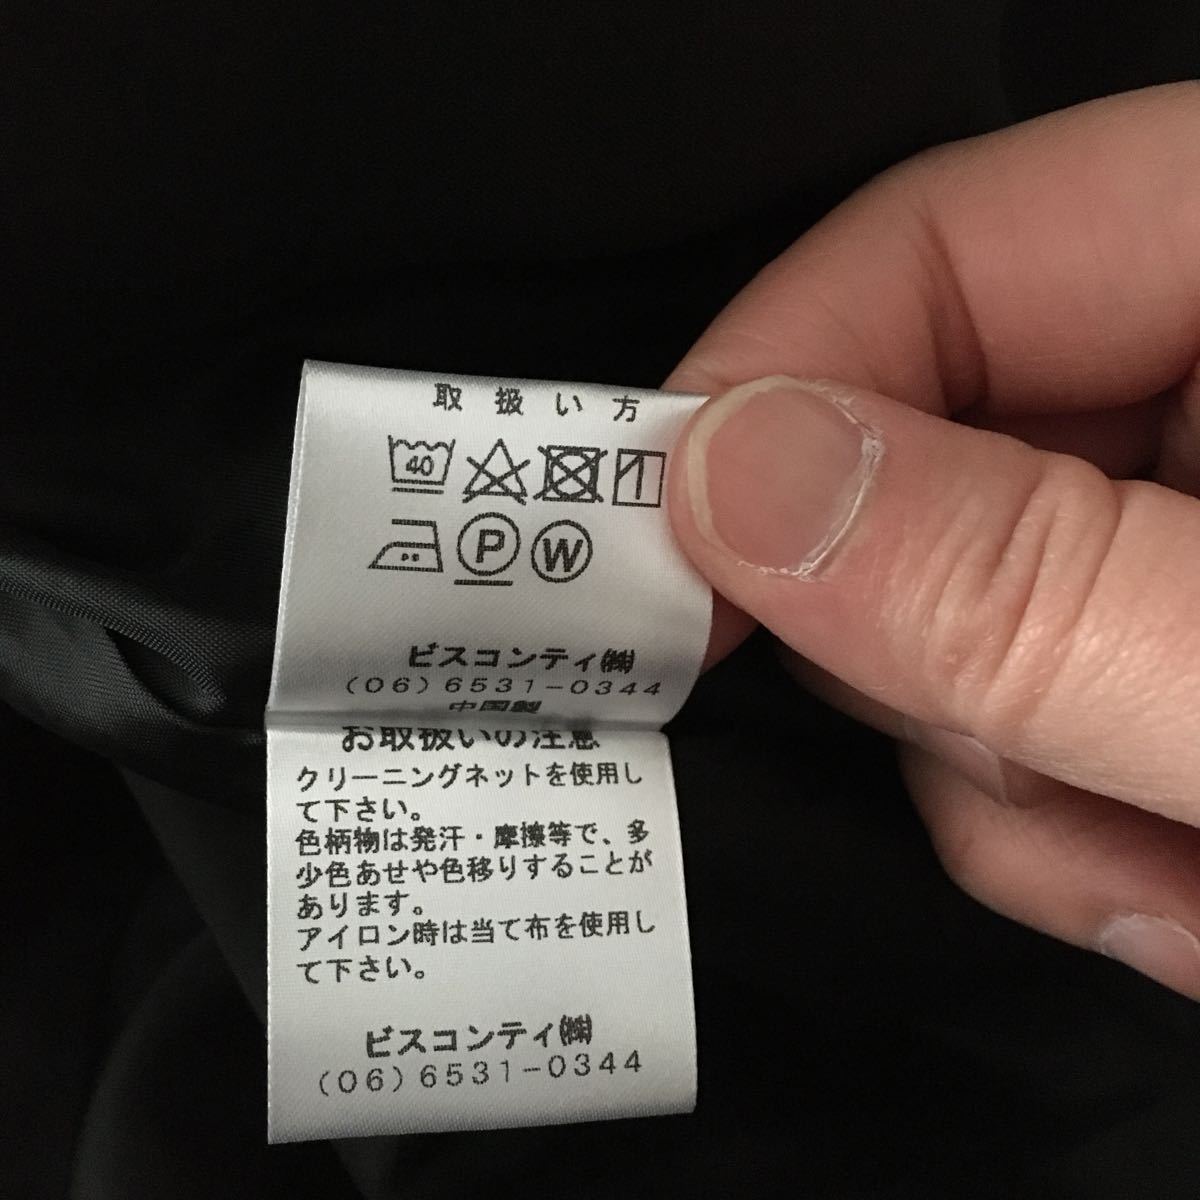 取扱い方
40
P W
ビスコンティ㈱
(06)6531-0344
中国製
お取扱いの注意
クリーニングネットを使用し
て下さい。
色柄物は発汗・摩擦等で、多
少色あせや色移りすることが
あります。
アイロン時は当て布を使用し
て下さい。
ビスコンティ㈱
(06)6531-0344